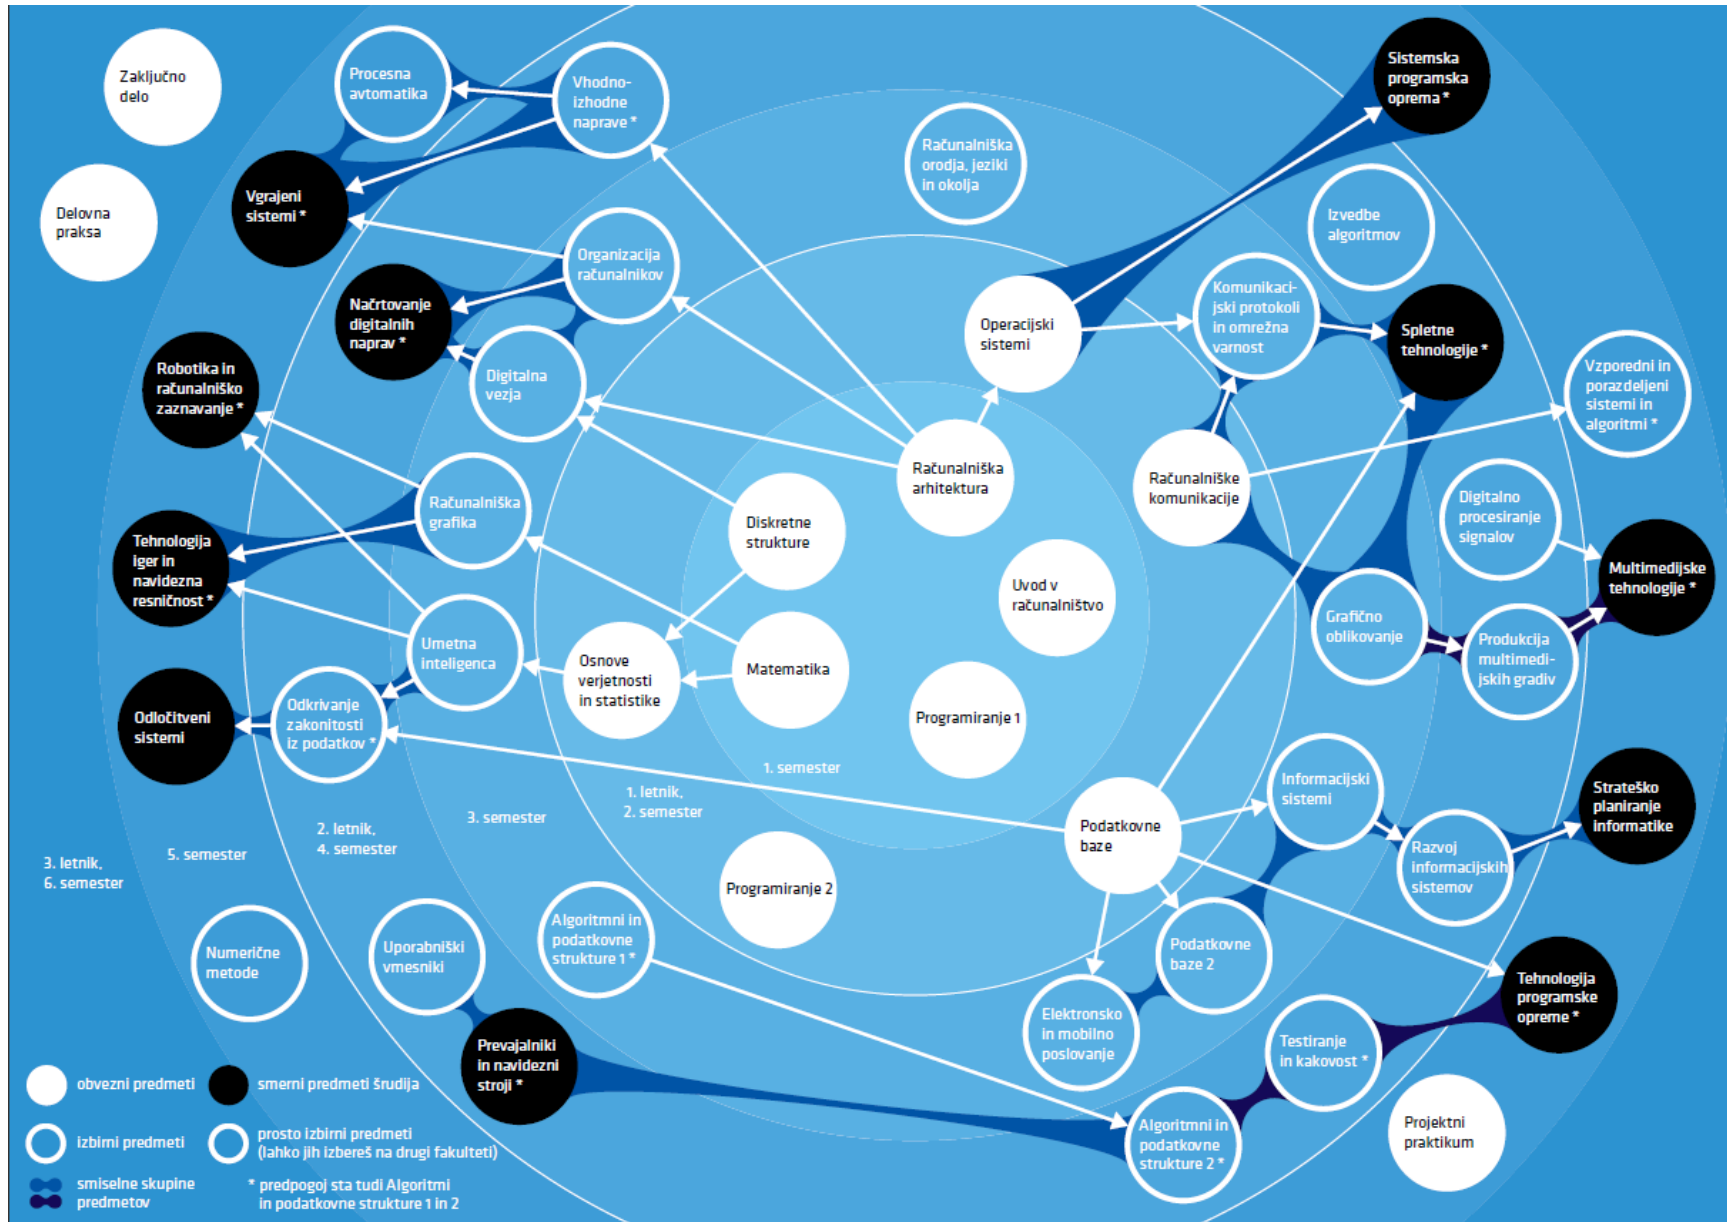 Zaključno
delo
Delovna
praksa
Procesna
avtomatika
Vhodno-
izhodne
naprave *
Vgrajeni
sistemi *
Organizacija
računalnikov
Načrtovanje
digitalnih
naprav *
Digitalna
vezja
Robotika in
računalniško
zaznavanje *
Računalniška
grafika
Tehnologija
iger in
navidezna
resničnost *
Umetna
inteligenca
Odkrivanje
zakonitosti
iz podatkov *
Odločitveni
sistemi
Računalniška
orodja, jeziki
in okolja
Sistemska
programska
oprema *
Izvedbe
algoritmov
Komunikaci-
jski protokoli
in omrežna
varnost
Operacijski
sistemi
Spletne
tehnologije *
Vzporedni in
porazdeljeni
sistemi in
algoritmi *
Računalniška
arhitektura
Računalniške
komunikacije
Diskretne
strukture
Digitalno
procesiranje
signalov
Uvod v
računalništvo
Multimedijske
tehnologije *
Grafično
oblikovanje
Produkcija
multimedi-
jskih gradiv
Osnove
verjetnosti
in statistike
Matematika
Programiranje 1
1. semester
1. letnik,
2. semester
3. semester
2. letnik,
4. semester
5. semester
3. letnik,
6. semester
Informacijski
sistemi
Strateško
planiranje
informatike
Podatkovne
baze
Razvoj
informacijskih
sistemov
Programiranje 2
Numerične
metode
Uporabniški
vmesniki
Algoritmni in
podatkovne
strukture 1 *
Podatkovne
baze 2
Tehnologija
programske
opreme *
Elektronsko
in mobilno
poslovanje
Testiranje
in kakovost *
Prevajalniki
in navidezni
stroji *
Algoritmni in
podatkovne
strukture 2 *
Projektni
praktikum
obvezni predmeti
smerni predmeti šrudija
izbirni predmeti
prosto izbirni predmeti
(lahko jih izbereš na drugi fakulteti)
smiselne skupine
predmetov
* predpogoj sta tudi Algoritmi
in podatkovne strukture 1 in 2